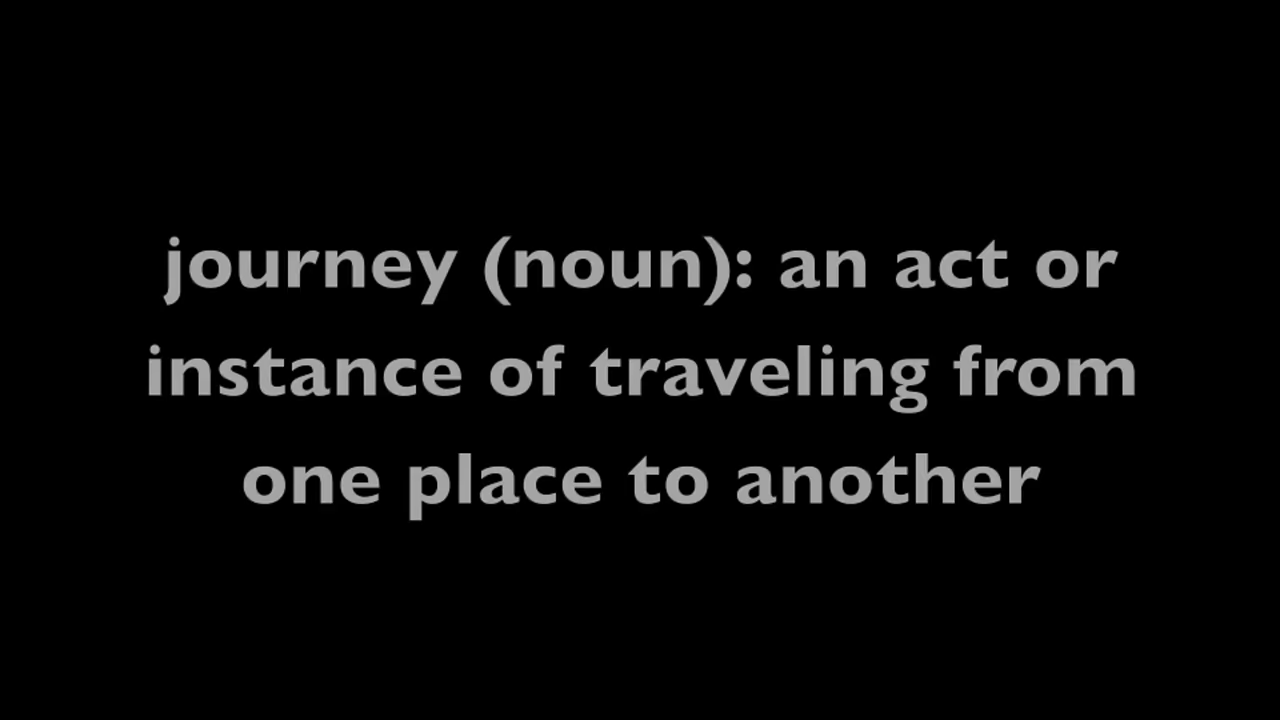 journey (noun): an act or
instance of traveling from
one place to another